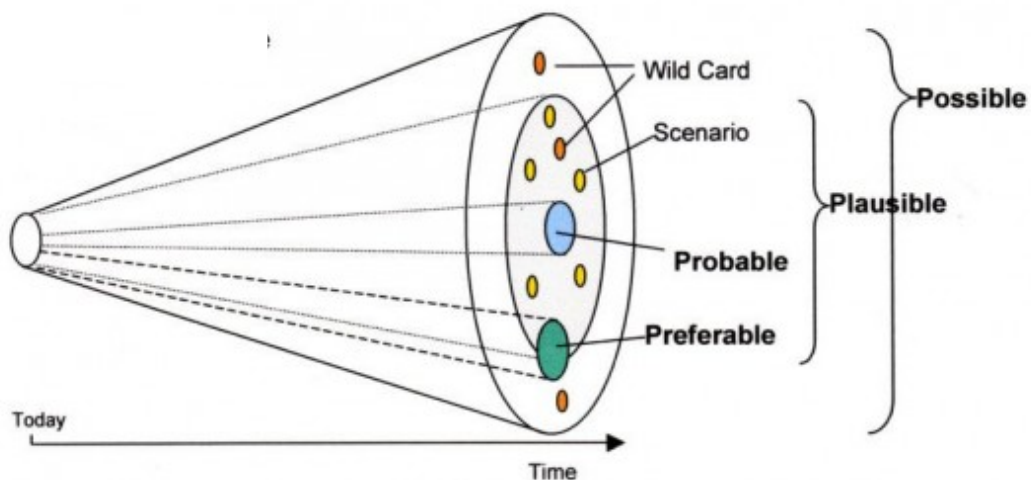 Wild Card
Possible
Scenario
Plausible
Probable
Preferable
Today
Time